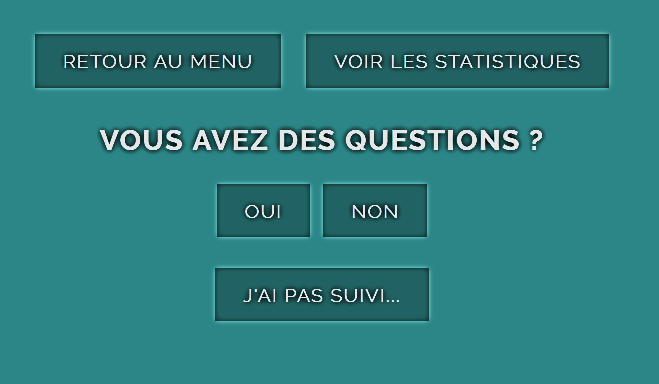 RETOUR AU MENU VOIR LES STATISTIQUES
VOUS AVEZ DES QUESTIONS ?
OUI NON
J'AI PAS SUIVI...